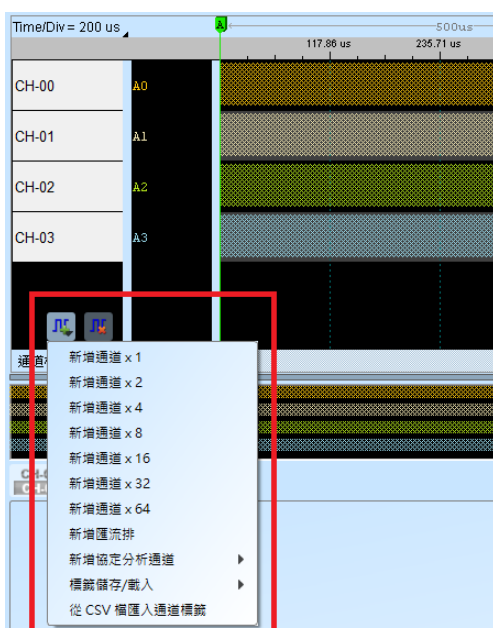 Time/Div = 200 us
A
500us
117.86 us
235.71 us
CH-00
A0
CH-01
A1
CH-02
A2
CH-03
A3
新增通道 x 1
新增通道 x 2
新增通道 x 4
新增通道 x 8
新增通道 x 16
新增通道 x 32
新增通道 x 64
新增匯流排
新增協定分析通道
標籤儲存/載入
從 CSV 檔匯入通道標籤